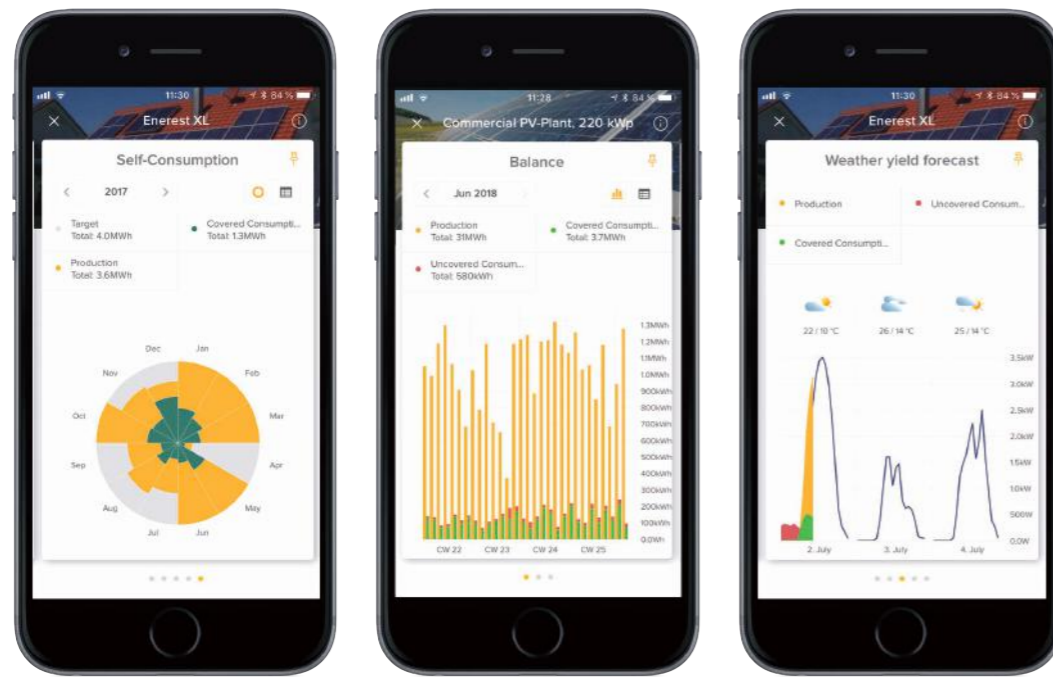 11:30
84 %
Enerest XL
Self-Consumption
2017
Target
Total: 4.0MWh
Covered Consumpti...
Total: 1.3MWh
Production
Total: 3.6MWh
Dec
Jan
Nov
Feb
Oct
Mar
Sep
Apr
Aug
May
Jul
Jun
11:28
84 %
Commercial PV-Plant, 220 kWp
Balance
Jun 2018
Production
Total: 31MWh
Covered Consumpti...
Total: 3.7MWh
Uncovered Consum...
Total: 580kWh
1.3MWh
1.2MWh
1.1MWh
1.0MWh
900kWh
800kWh
700kWh
600kWh
500kWh
400kWh
300kWh
200kWh
100kWh
0.0Wh
CW 22
CW 23
CW 24
CW 25
11:30
84 %
Enerest XL
Weather yield forecast
Production
Uncovered Consum...
Covered Consumpti...
22 / 10 °C
26 / 14 °C
25 / 14 °C
3.5kW
3.0kW
2.5kW
2.0kW
1.5kW
1.0kW
500W
0.0W
2. July
3. July
4. July